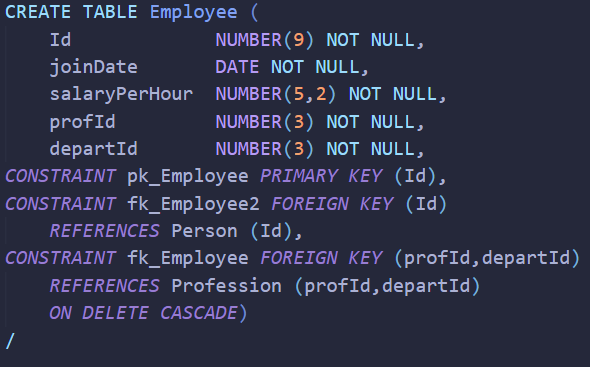 CREATE TABLE Employee (
    Id             NUMBER(9) NOT NULL,
    joinDate       DATE NOT NULL,
    salaryPerHour  NUMBER(5,2) NOT NULL,
    profId         NUMBER(3) NOT NULL,
    departId       NUMBER(3) NOT NULL,
CONSTRAINT pk_Employee PRIMARY KEY (Id),
CONSTRAINT fk_Employee2 FOREIGN KEY (Id)
    REFERENCES Person (Id),
CONSTRAINT fk_Employee FOREIGN KEY (profId,departId)
    REFERENCES Profession (profId,departId)
    ON DELETE CASCADE)
/